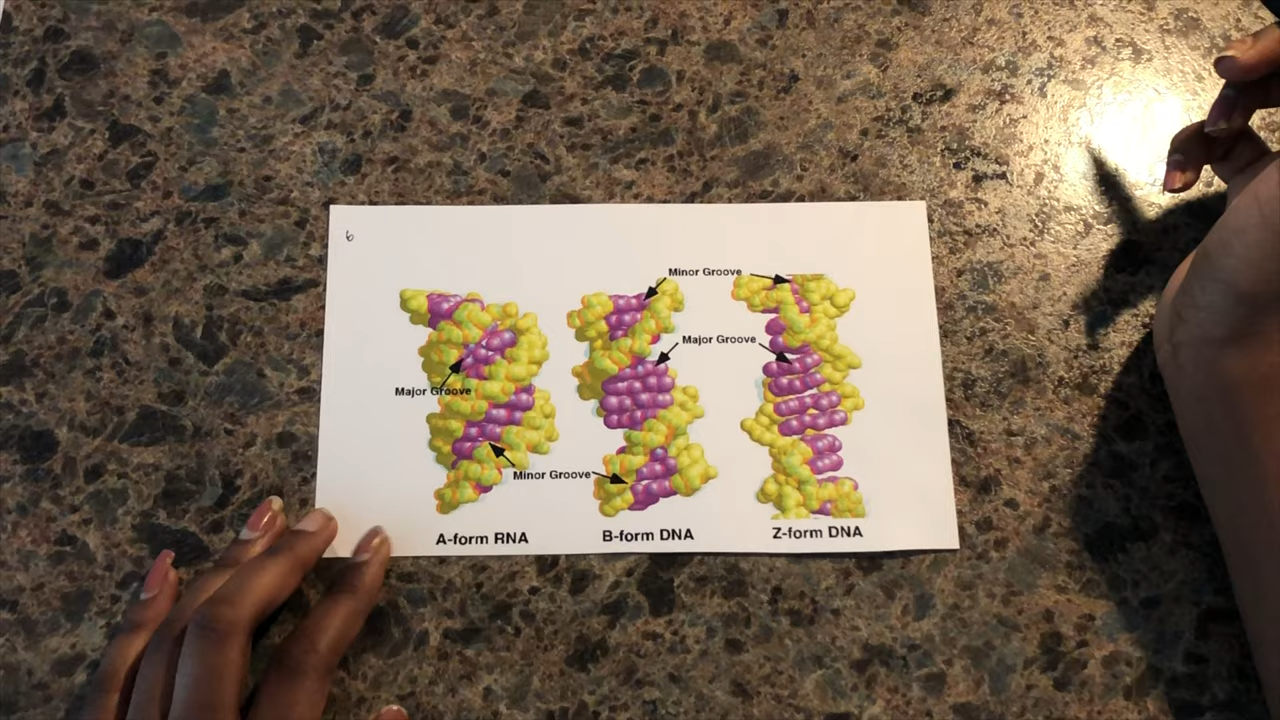 6
Minor Groove
Major Groove
Major Groove
Minor Groove
A-form RNA
B-form DNA
Z-form DNA